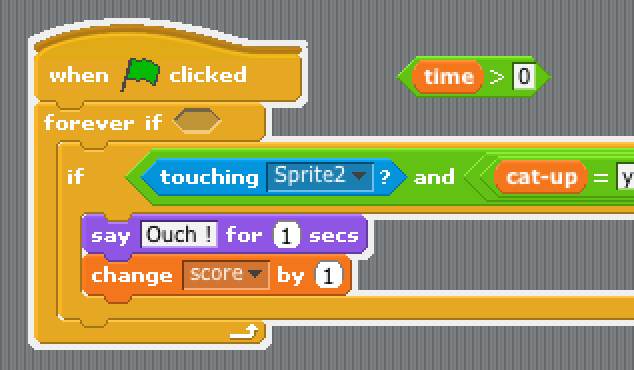 when clicked
time > 0
forever if
if touching Sprite2 ? and cat-up = y
say Ouch ! for 1 secs
change score by 1